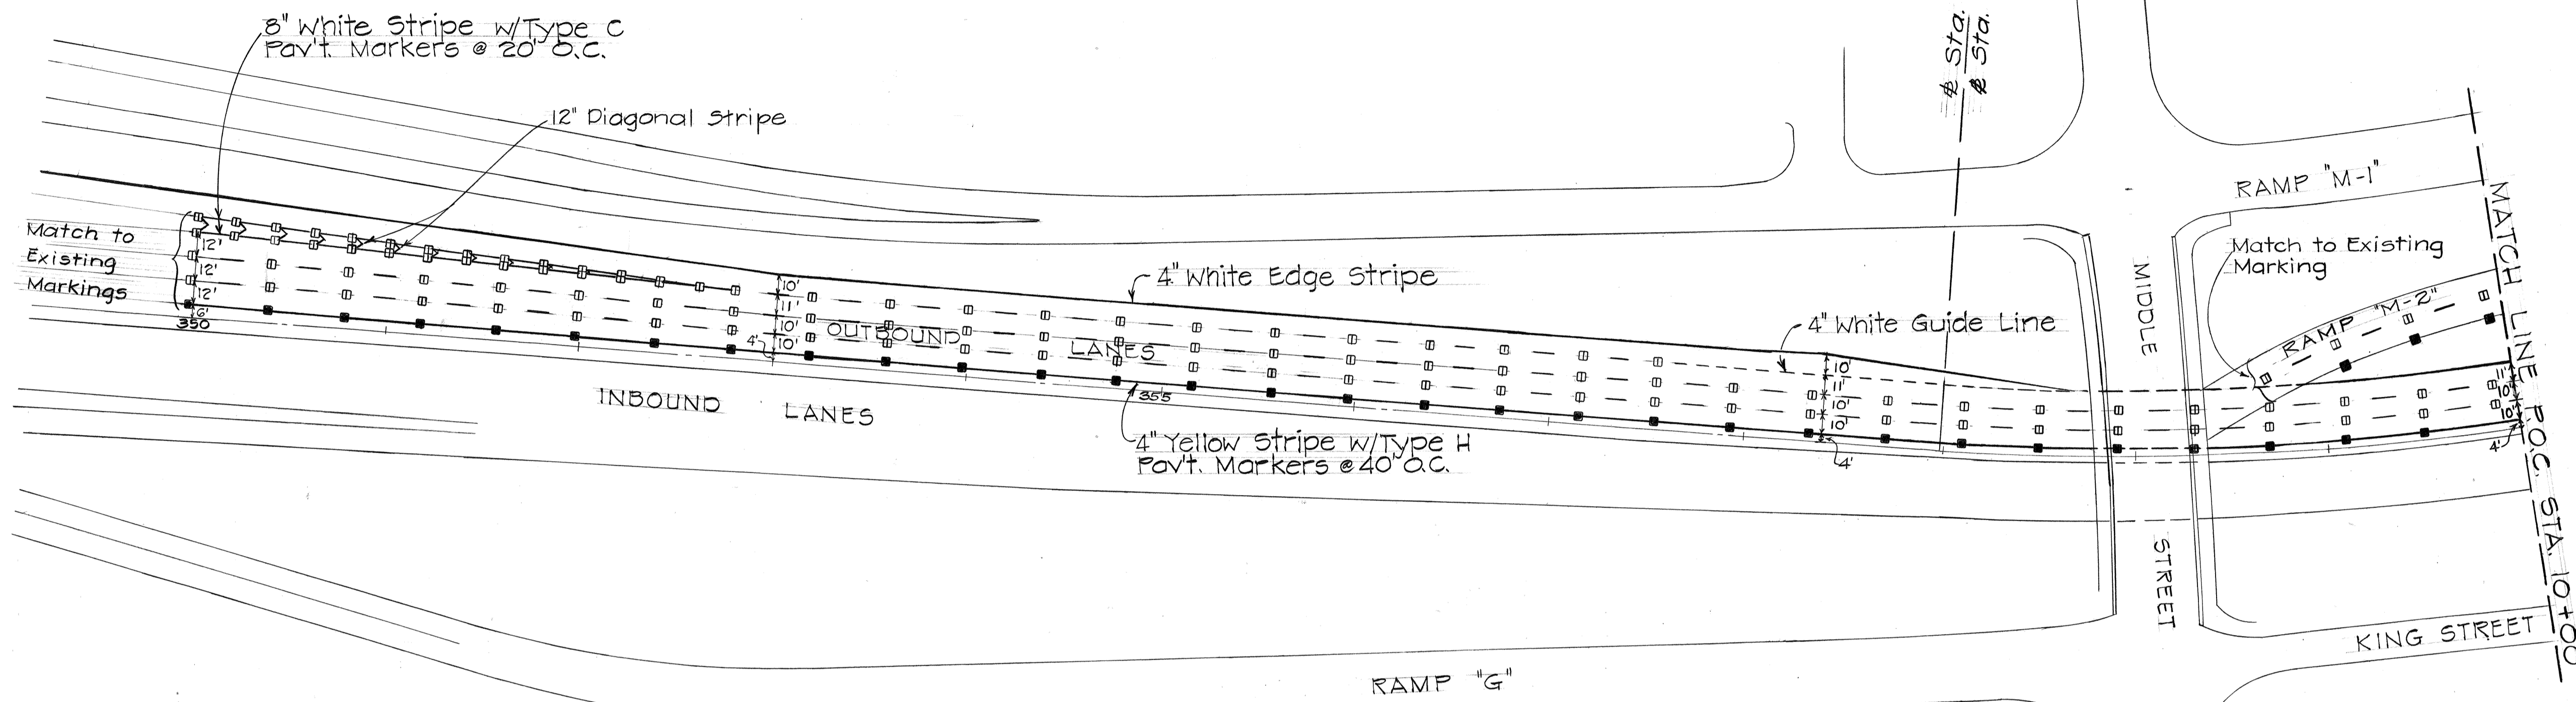 8" White Stripe w/Type C
Pav't. Markers @ 20' O.C.
12" Diagonal Stripe
Match to
Existing
Markings
12'
12'
12'
6'
350
10'
11'
10'
10'
4'
OUTBOUND
LANES
INBOUND LANES
4" White Edge Stripe
355
4" Yellow Stripe w/Type H
Pav't. Markers @ 40' O.C.
4" White Guide Line
10'
11'
10'
10'
4'
Sta.
Sta.
MIDDLE
STREET
RAMP "M-1"
Match to Existing
Marking
RAMP "M-2"
11'
10'
10'
4'
MATCH LINE P.O.C. STA. 10+00
KING STREET
RAMP "G"